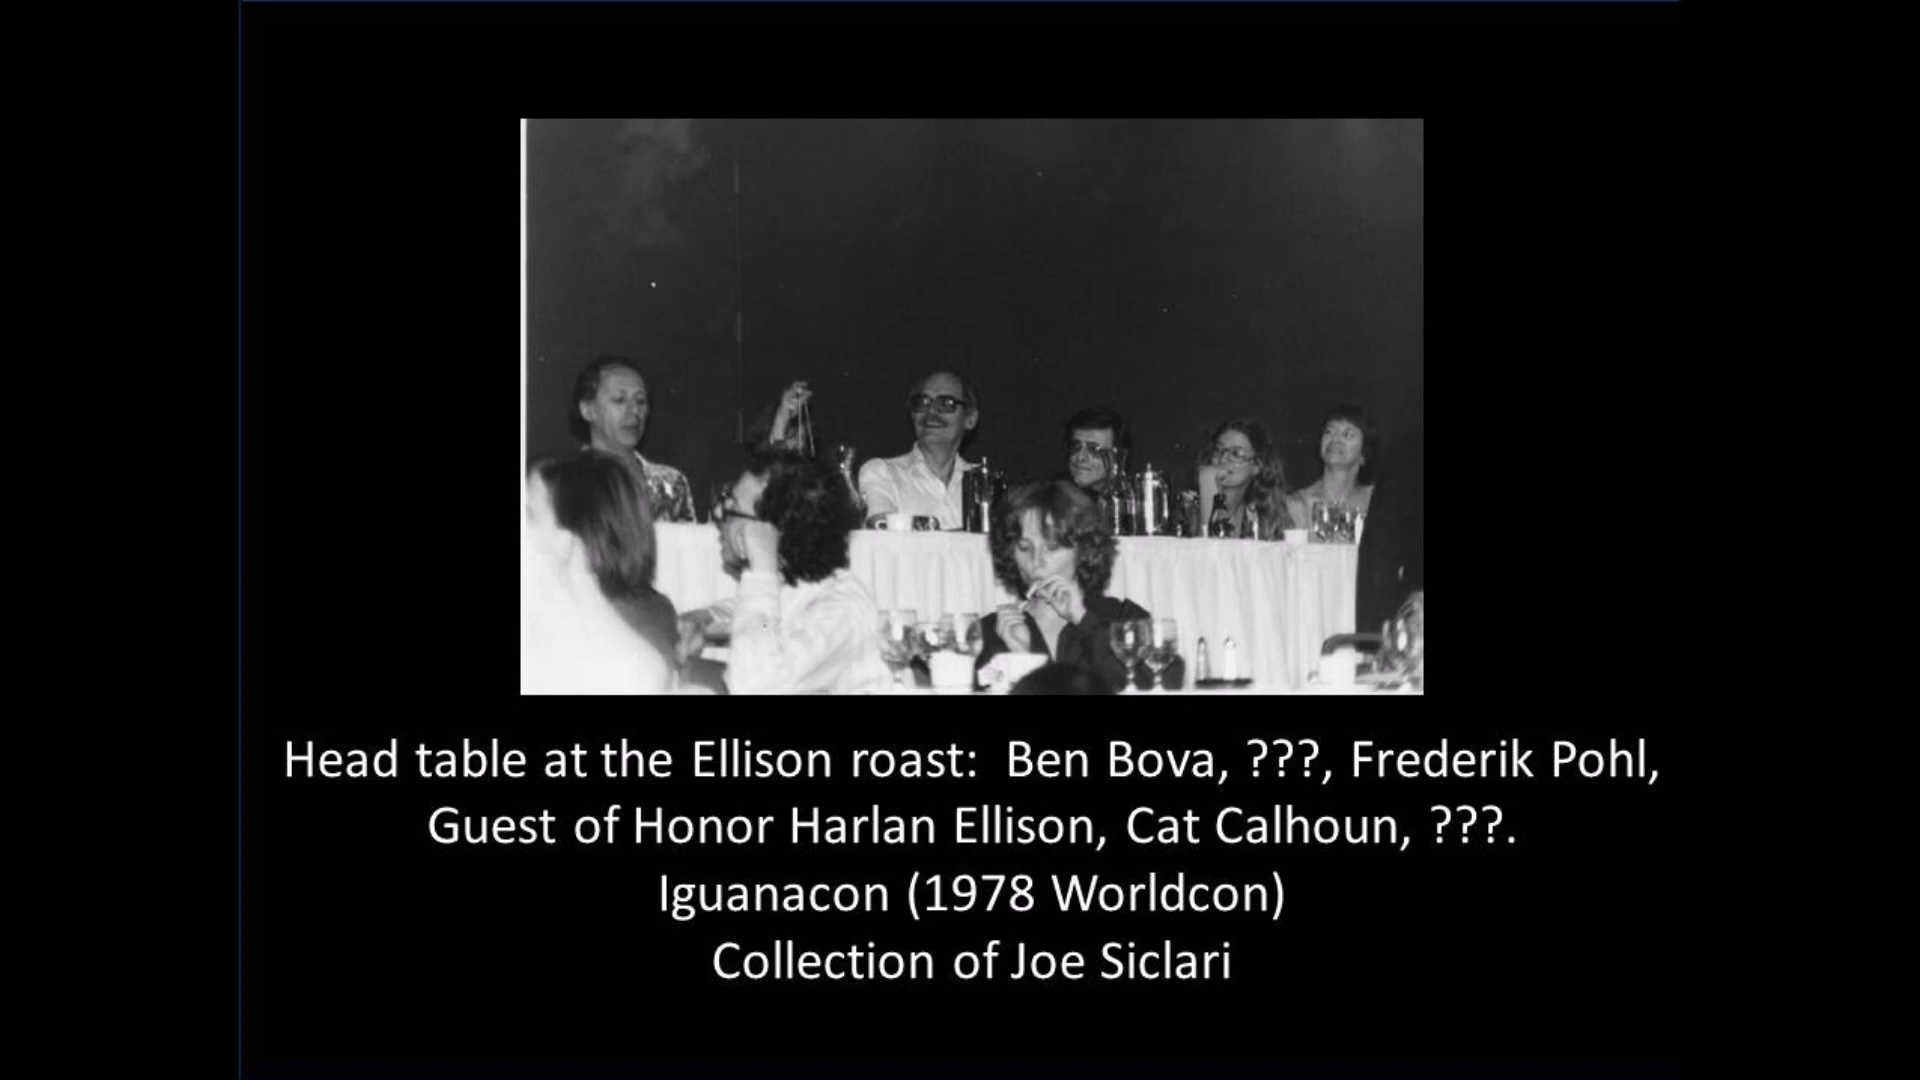 Head table at the Ellison roast:  Ben Bova, ???, Frederik Pohl,
Guest of Honor Harlan Ellison, Cat Calhoun, ???.
Iguanacon (1978 Worldcon)
Collection of Joe Siclari